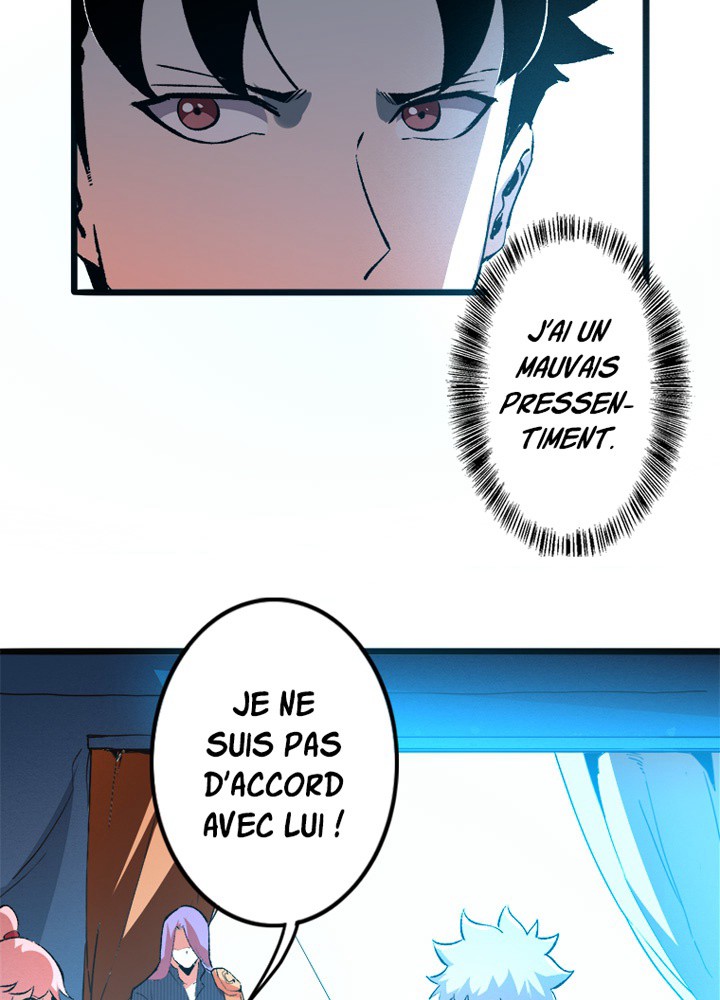 J'AI UN
MAUVAIS
PRESSEN-
TIMENT.
JE NE
SUIS PAS
D'ACCORD
AVEC LUI !